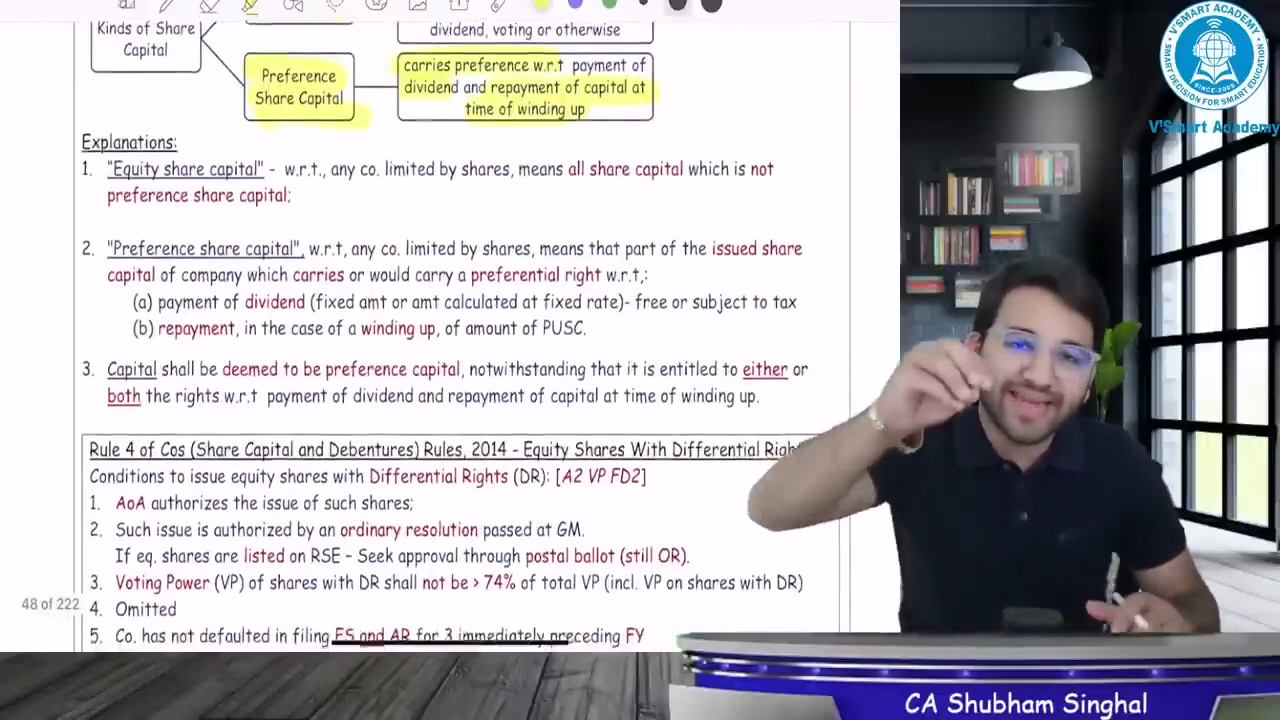 Kinds of Share
Capital
dividend, voting or otherwise
Preference
Share Capital
carries preference w.r.t payment of
dividend and repayment of capital at
time of winding up
Explanations:
1. "Equity share capital" - w.r.t., any co. limited by shares, means all share capital which is not
preference share capital;
2. "Preference share capital", w.r.t, any co. limited by shares, means that part of the issued share
capital of company which carries or would carry a preferential right w.r.t,:
(a) payment of dividend (fixed amt or amt calculated at fixed rate)- free or subject to tax
(b) repayment, in the case of a winding up, of amount of PUSC.
3. Capital shall be deemed to be preference capital, notwithstanding that it is entitled to either or
both the rights w.r.t payment of dividend and repayment of capital at time of winding up.
Rule 4 of Cos (Share Capital and Debentures) Rules, 2014 - Equity Shares With Differential
Conditions to issue equity shares with Differential Rights (DR): [A2 VP FD2]
1. AoA authorizes the issue of such shares;
2. Such issue is authorized by an ordinary resolution passed at GM.
If eq. shares are listed on RSE - Seek approval through postal ballot (still OR).
3. Voting Power (VP) of shares with DR shall not be > 74% of total VP (incl. VP on shares with DR)
48 of 222
4. Omitted
5. Co. has not defaulted in filing FS and AR for 3 immediately preceding FY
V'SMART ACADEMY
SINCE-2005
SMART DECISION FOR SMART EDUCATION
V'Smart Academy
CA Shubham Singhal